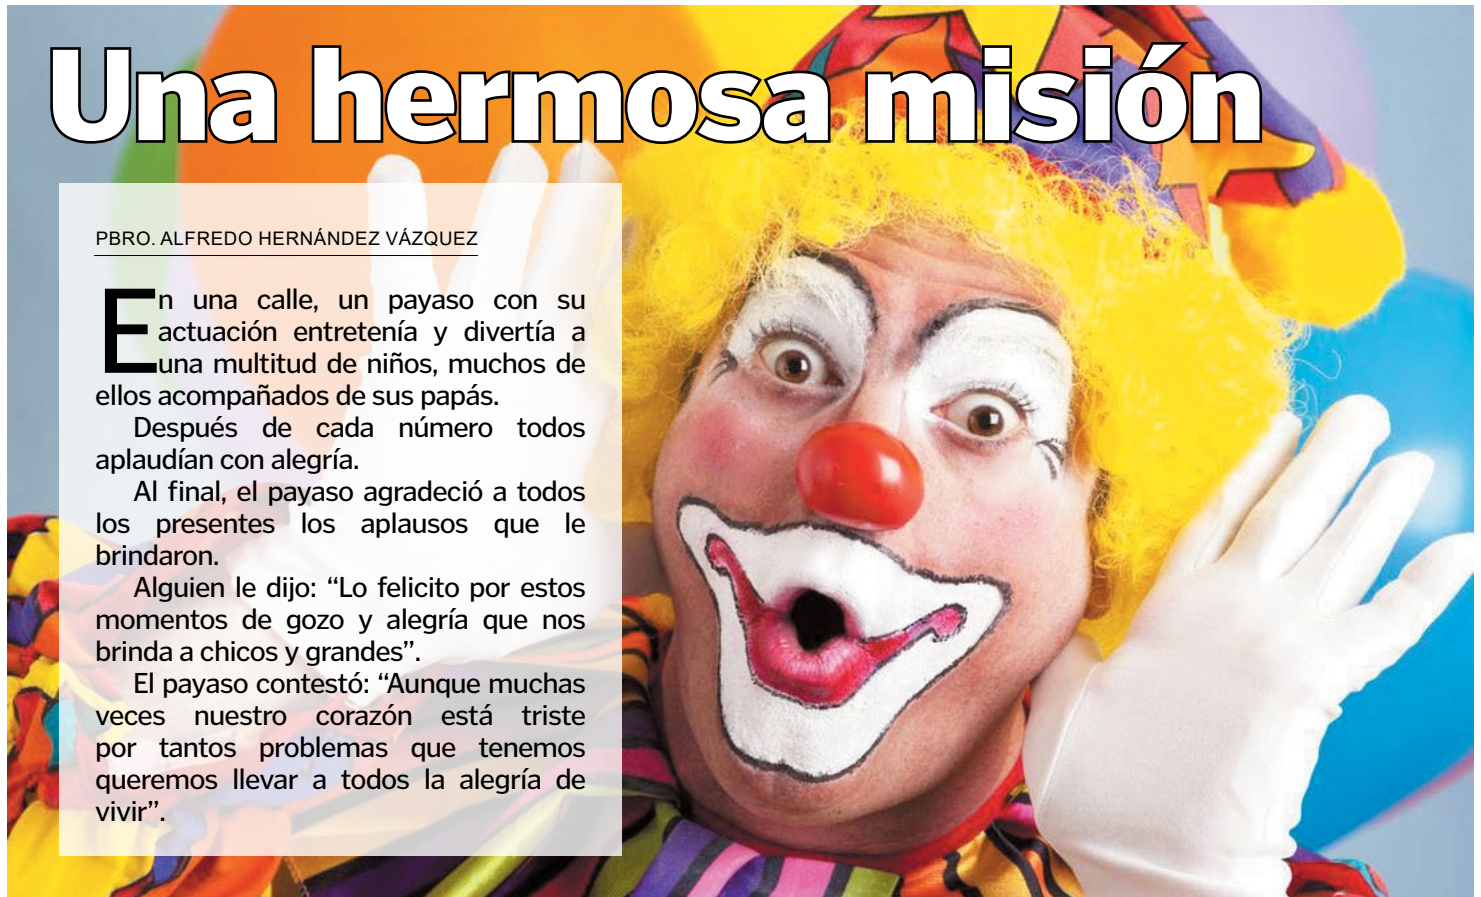 Una hermosa misión
PBRO. ALFREDO HERNÁNDEZ VÁZQUEZ
En una calle, un payaso con su
actuación entretenía y divertía a
una multitud de niños, muchos de
ellos acompañados de sus papás.
Después de cada número todos
aplaudían con alegría.
Al final, el payaso agradeció a todos
los presentes los aplausos que le
brindaron.
Alguien le dijo: “Lo felicito por estos
momentos de gozo y alegría que nos
brinda a chicos y grandes”.
El payaso contestó: “Aunque muchas
veces nuestro corazón está triste
por tantos problemas que tenemos
queremos llevar a todos la alegría de
vivir”.